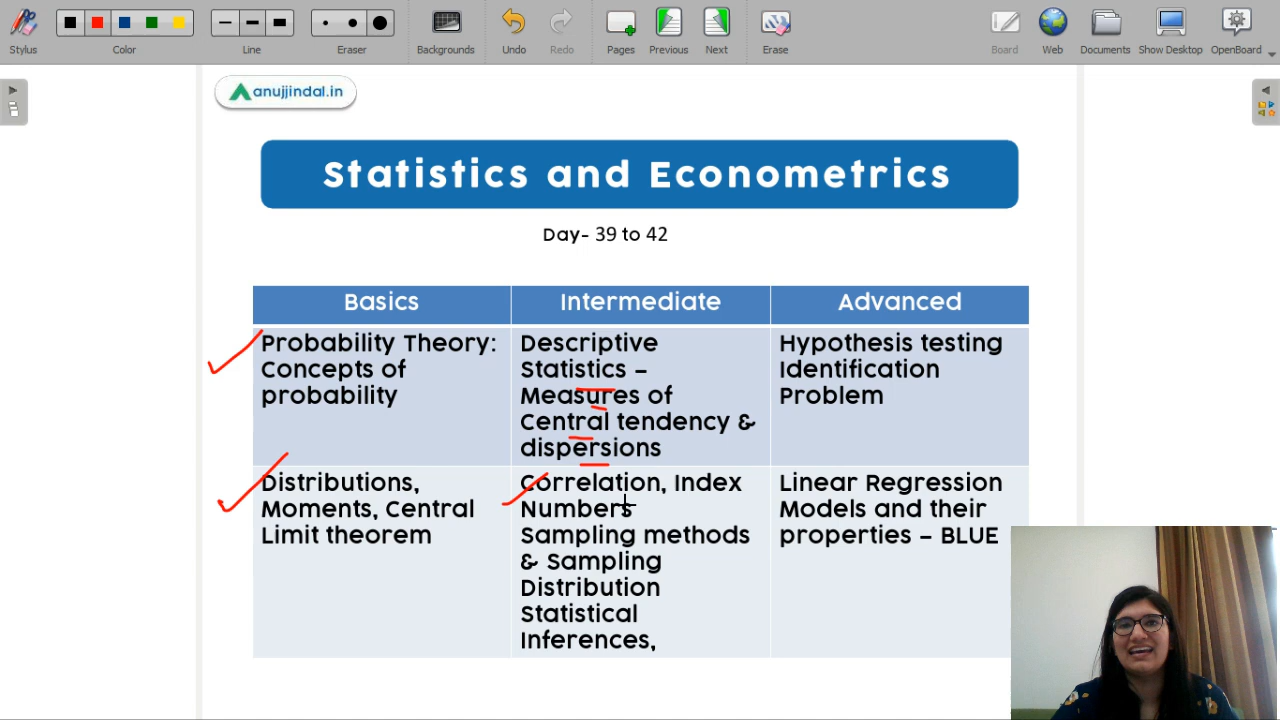 Stylus
Color
Line
Eraser
Backgrounds
Undo
Redo
Pages
Previous
Next
Erase
Board
Web
Documents
Show Desktop
OpenBoard
anujjindal.in
Statistics and Econometrics
Day- 39 to 42
Basics
Intermediate
Advanced
Probability Theory:
Concepts of
probability
Descriptive
Statistics –
Measures of
Central tendency &
dispersions
Hypothesis testing
Identification
Problem
Distributions,
Moments, Central
Limit theorem
Correlation, Index
Numbers
Sampling methods
& Sampling
Distribution
Statistical
Inferences,
Linear Regression
Models and their
properties – BLUE